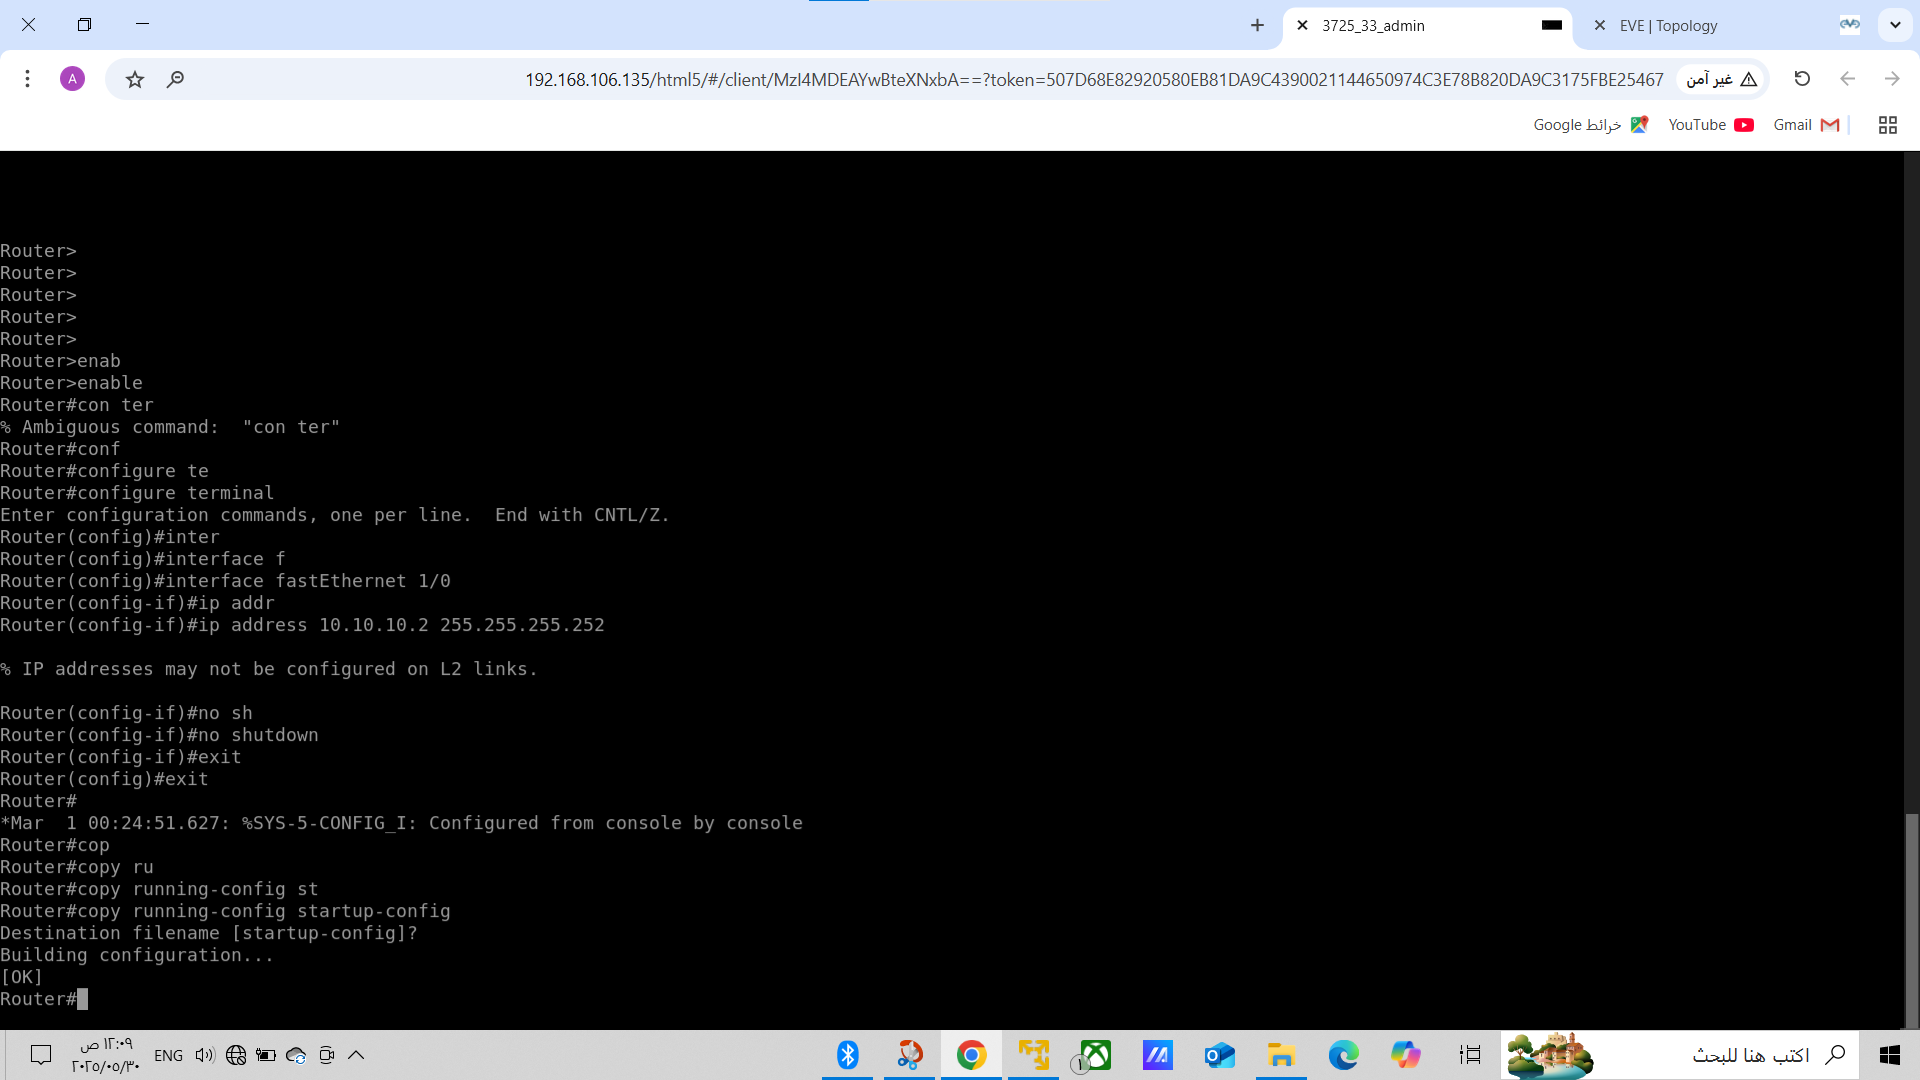 3725_33_admin
EVE | Topology
192.168.106.135/html5/#/client/MzI4MDEAYwBteXNxbA==?token=507D68E82920580EB81DA9C4390021144650974C3E78B820DA9C3175FBE25467
غير آمن
A
خرائط Google
YouTube
Gmail
Router>
Router>
Router>
Router>
Router>
Router>enab
Router>enable
Router#con ter
% Ambiguous command:  "con ter"
Router#conf
Router#configure te
Router#configure terminal
Enter configuration commands, one per line.  End with CNTL/Z.
Router(config)#inter
Router(config)#interface f
Router(config)#interface fastEthernet 1/0
Router(config-if)#ip addr
Router(config-if)#ip address 10.10.10.2 255.255.255.252
% IP addresses may not be configured on L2 links.
Router(config-if)#no sh
Router(config-if)#no shutdown
Router(config-if)#exit
Router(config)#exit
Router#
*Mar  1 00:24:51.627: %SYS-5-CONFIG_I: Configured from console by console
Router#cop
Router#copy ru
Router#copy running-config st
Router#copy running-config startup-config
Destination filename [startup-config]?
Building configuration...
[OK]
Router#
١٢:٠٩ ص
٢٠٢٥/٠٥/٣٠
ENG
١
اكتب هنا للبحث